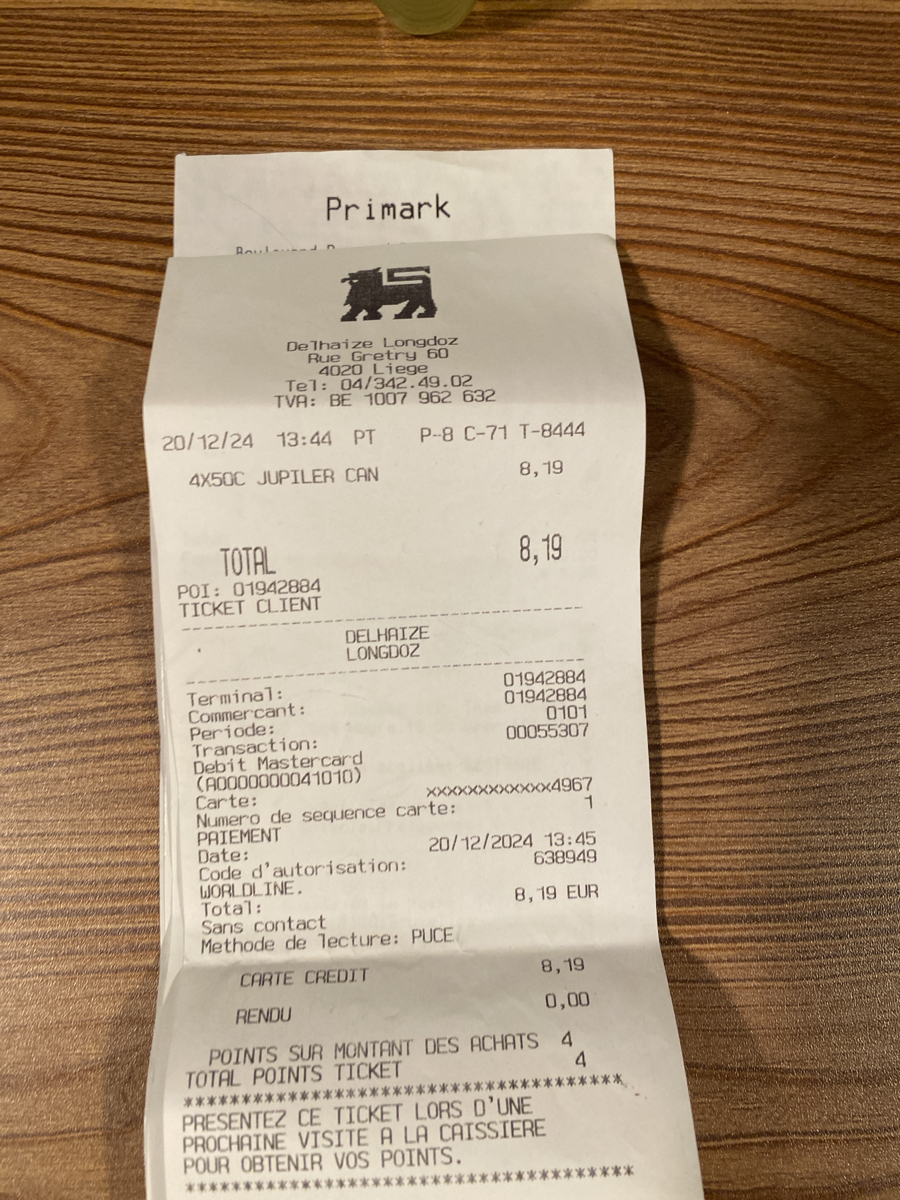 Primark
Delhaize Longdoz
Rue Gretry 60
4020 Liege
Tel: 04/342.49.02
TVA: BE 1007 962 632
20/12/24 13:44 PT P-8 C-71 T-8444
4X50C JUPILER CAN 8,19
TOTAL 8,19
POI: 01942884
TICKET CLIENT
--------------------------------
DELHAIZE
LONGDOZ
--------------------------------
Terminal: 01942884
Commercant: 01942884
Periode: 0101
Transaction: 00055307
Debit Mastercard
(A0000000041010)
Carte: xxxxxxxxxxxx4967
Numero de sequence carte: 1
PAIEMENT
Date: 20/12/2024 13:45
Code d'autorisation: 638949
WORLDLINE.
Total: 8,19 EUR
Sans contact
Methode de lecture: PUCE
CARTE CREDIT 8,19
RENDU 0,00
POINTS SUR MONTANT DES ACHATS 4
TOTAL POINTS TICKET 4
**************************************
PRESENTEZ CE TICKET LORS D'UNE
PROCHAINE VISITE A LA CAISSIERE
POUR OBTENIR VOS POINTS.
**************************************